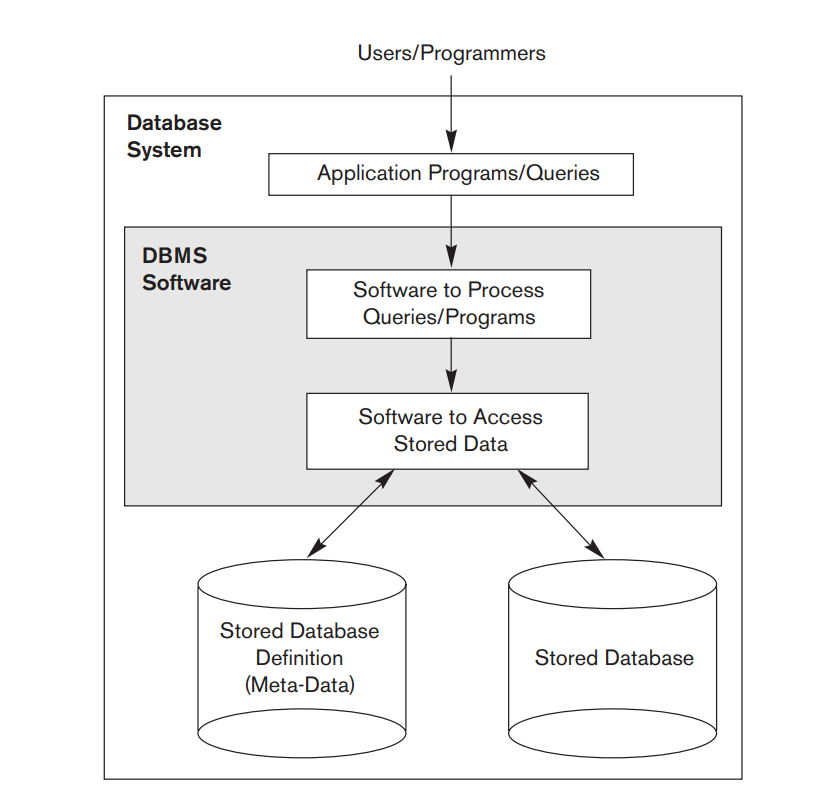 Users/Programmers
Database
System
Application Programs/Queries
DBMS
Software
Software to Process
Queries/Programs
Software to Access
Stored Data
Stored Database
Definition
(Meta-Data)
Stored Database